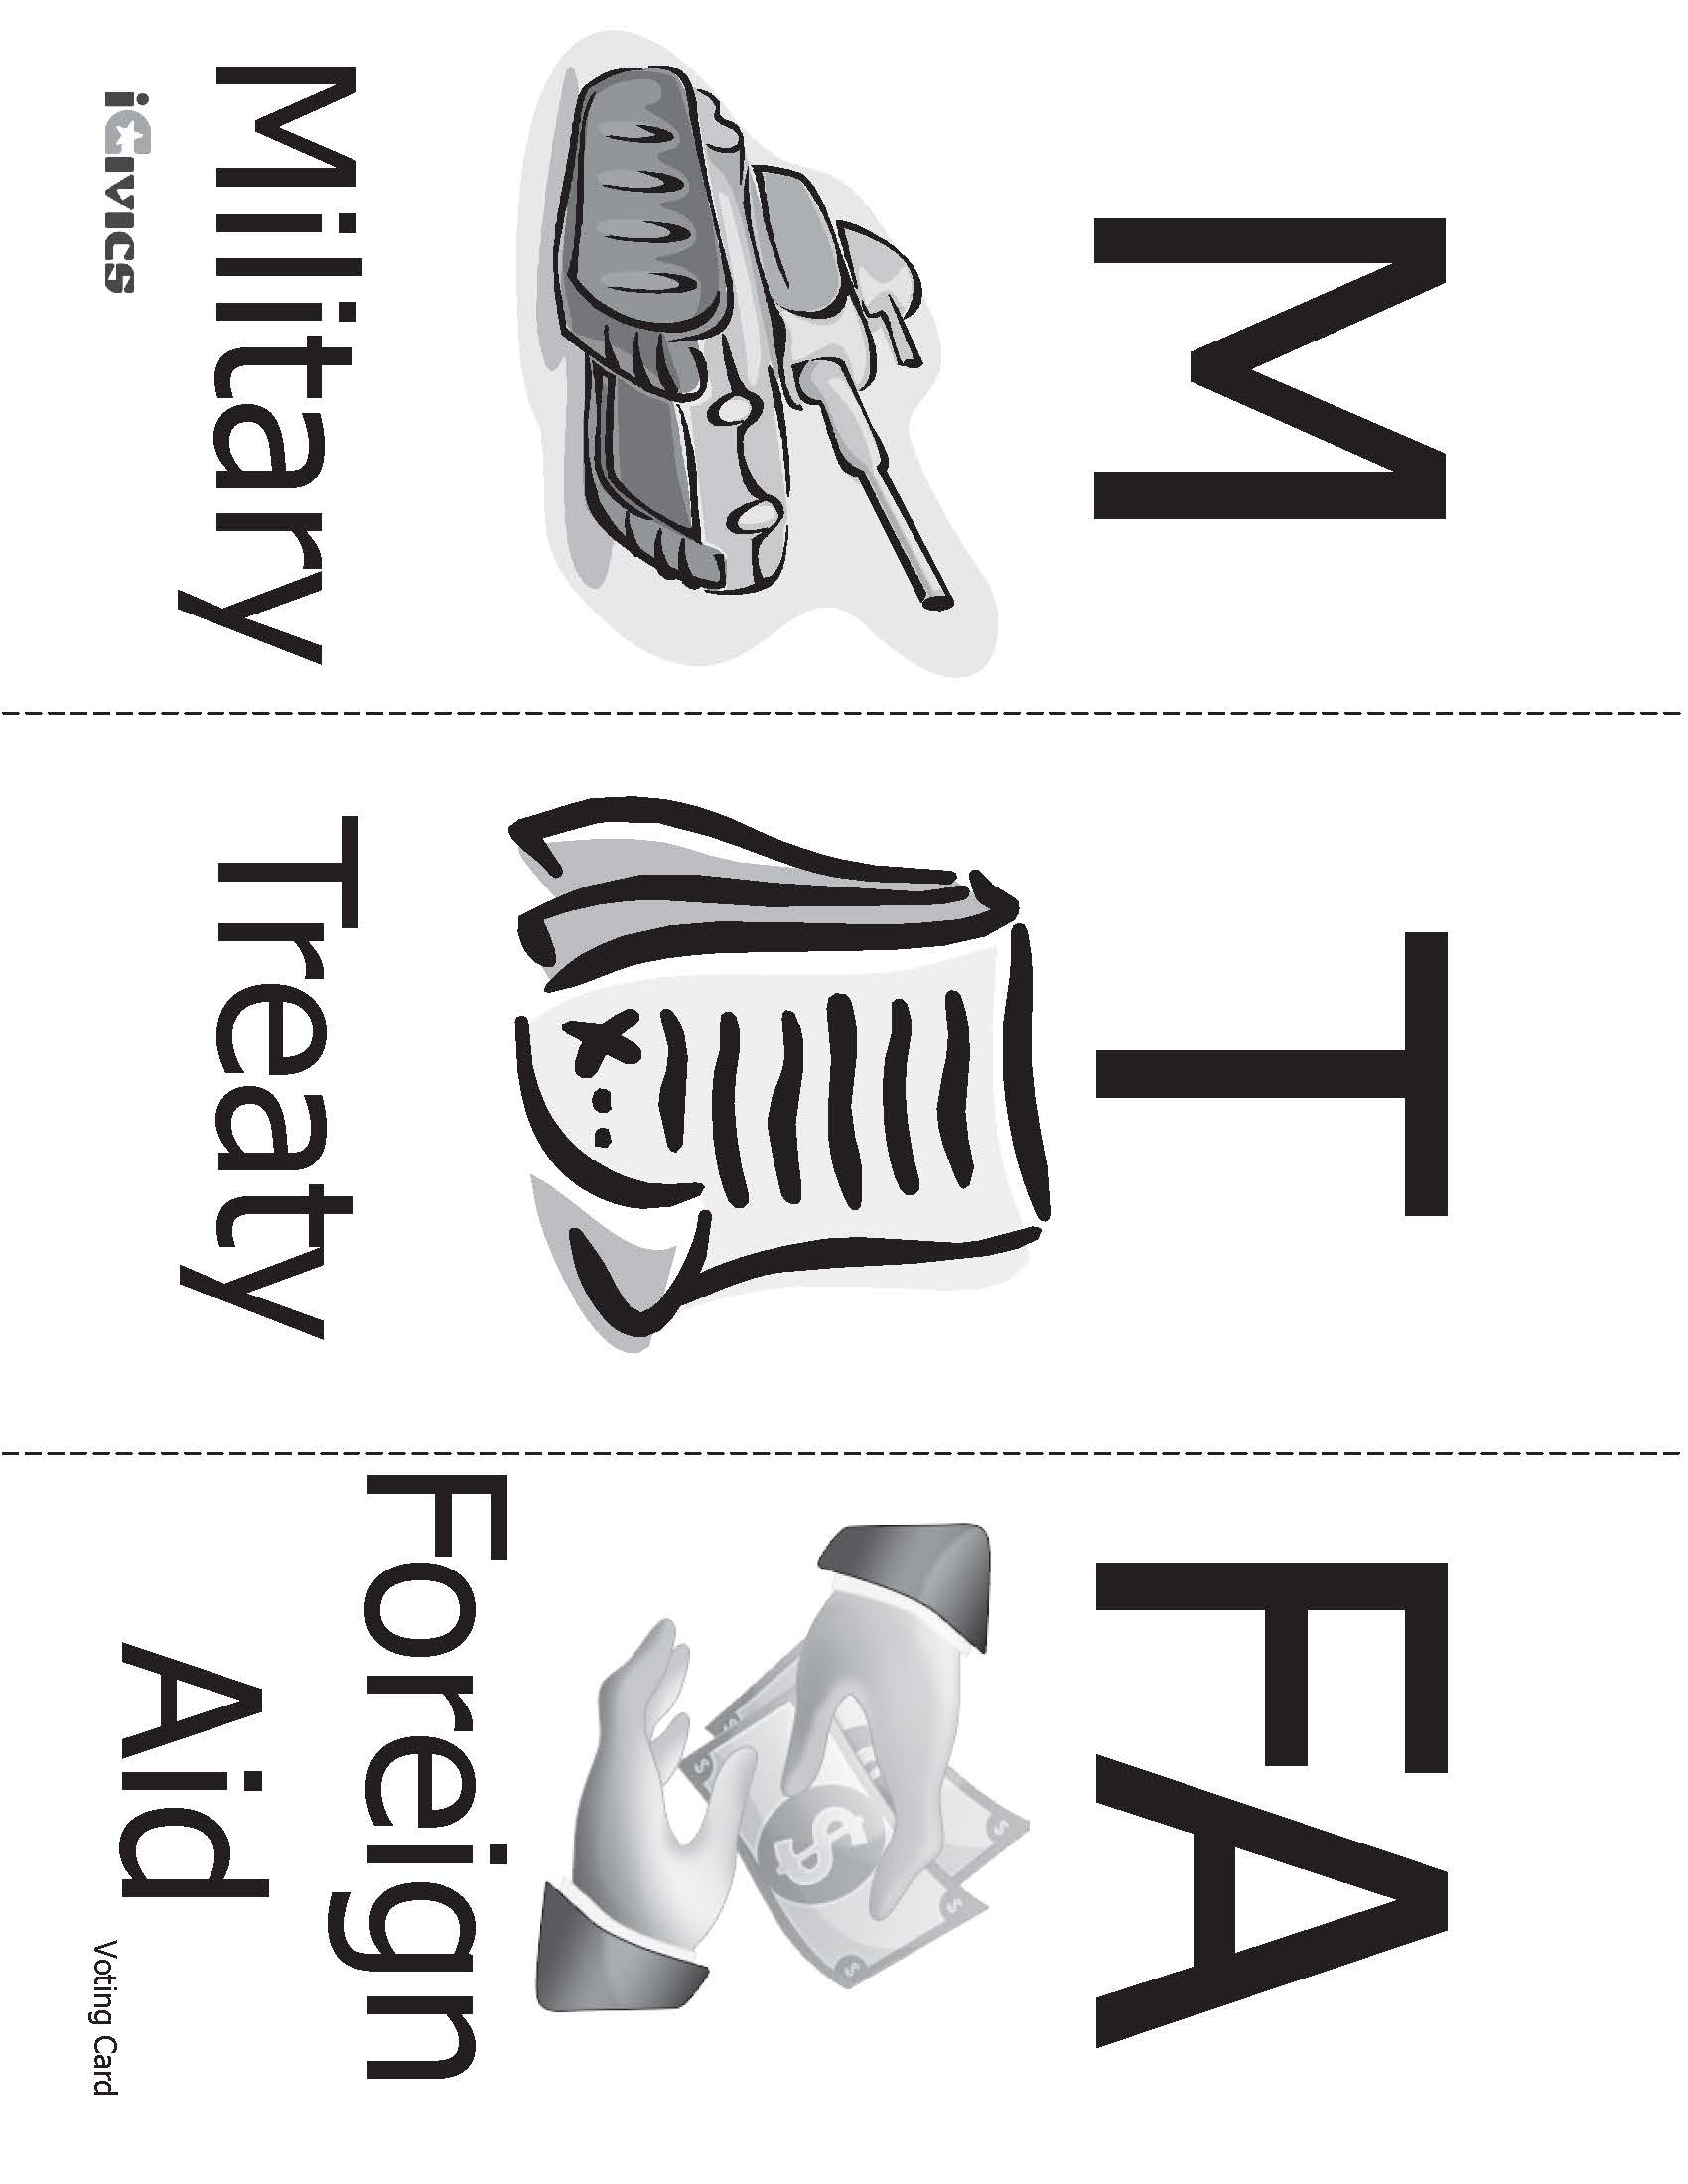 M
Military
iCivics
T
Treaty
FA
$
Foreign
Aid
Voting Card